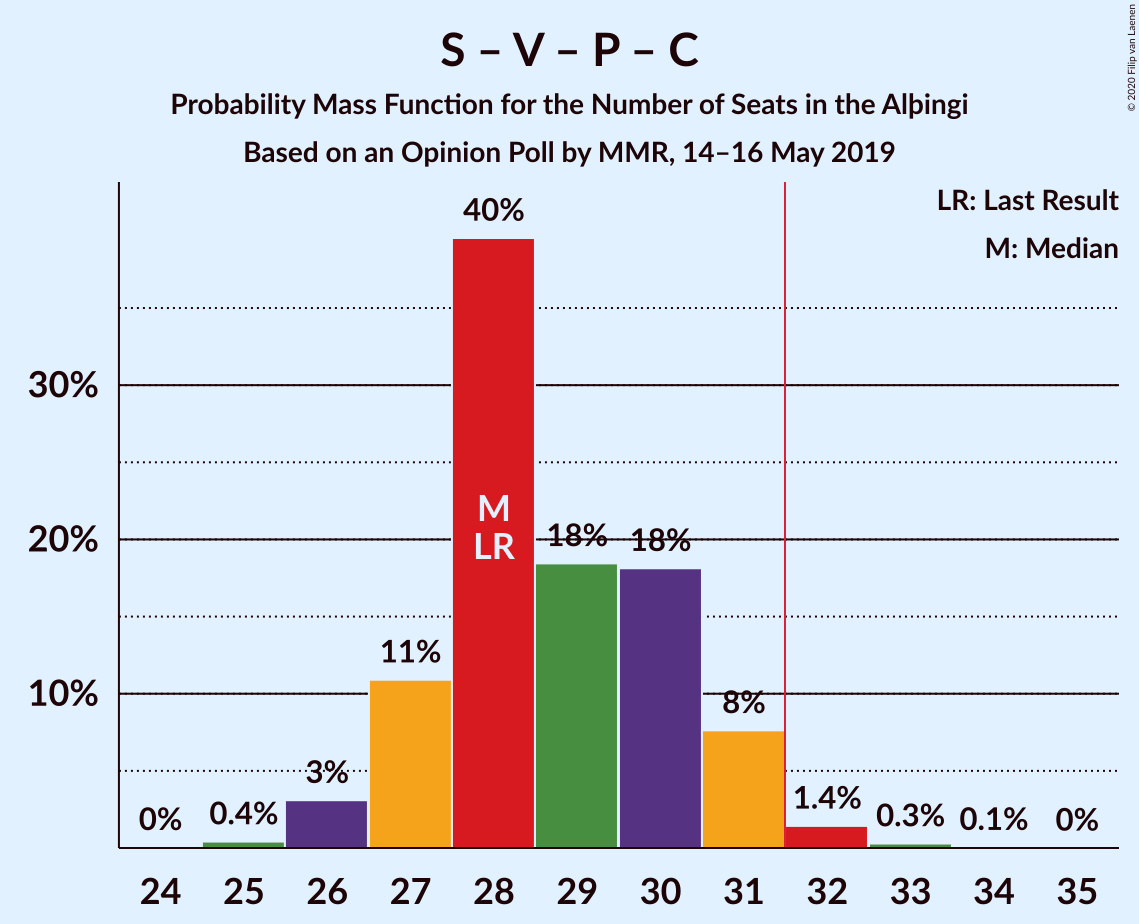 S – V – P – C
Probability Mass Function for the Number of Seats in the Alþingi
Based on an Opinion Poll by MMR, 14–16 May 2019
© 2020 Filip van Laenen
LR: Last Result
M: Median
40%
30%
20%
10%
M
LR
18%
18%
11%
8%
3%
1.4%
0%
0.4%
0.3%
0.1%
0%
24 25 26 27 28 29 30 31 32 33 34 35